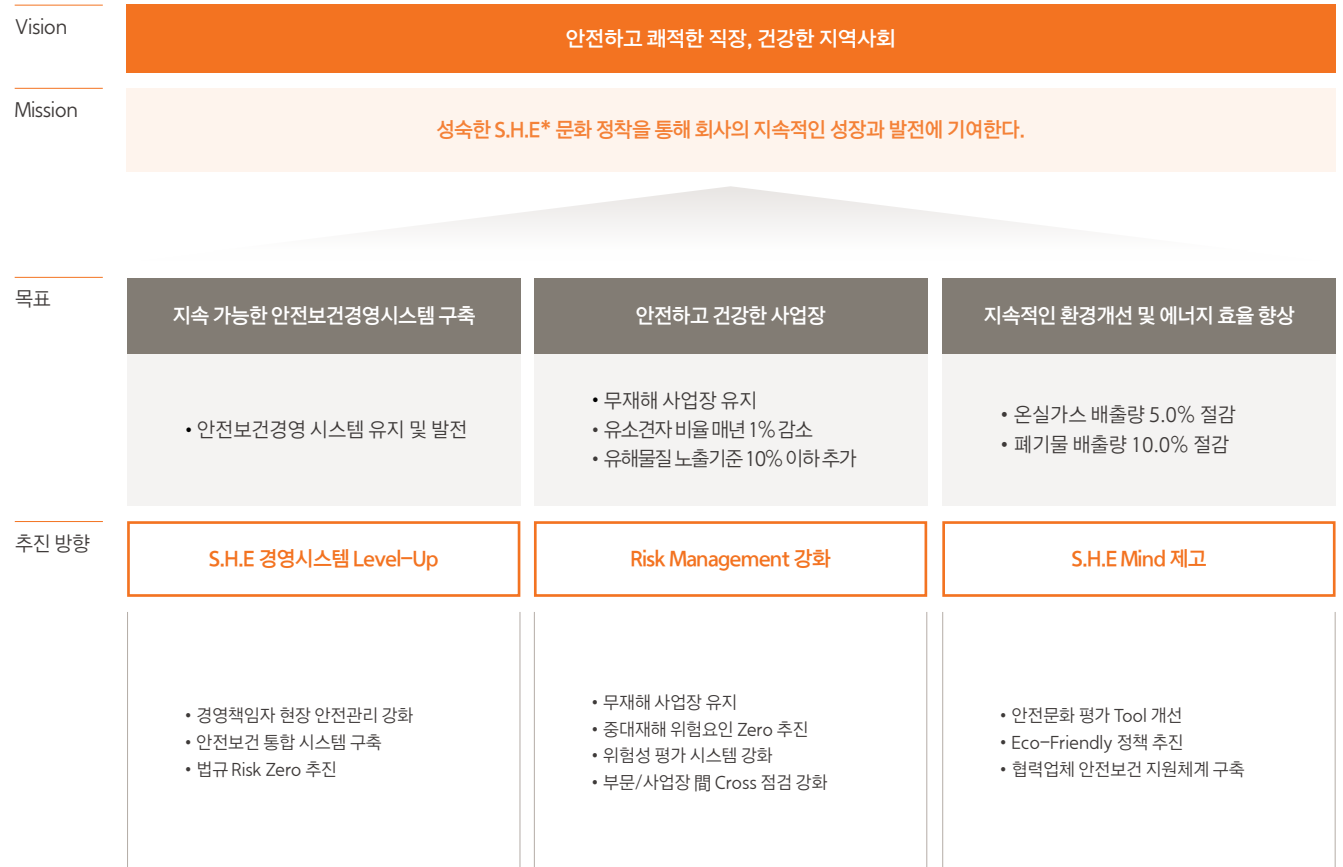 Vision
안전하고 쾌적한 직장, 건강한 지역사회
Mission
성숙한 S.H.E* 문화 정착을 통해 회사의 지속적인 성장과 발전에 기여한다.
목표
지속 가능한 안전보건경영시스템 구축
• 안전보건경영 시스템 유지 및 발전
안전하고 건강한 사업장
• 무재해 사업장 유지
• 유소견자 비율 매년 1% 감소
• 유해물질 노출기준 10% 이하 추가
지속적인 환경개선 및 에너지 효율 향상
• 온실가스 배출량 5.0% 절감
• 폐기물 배출량 10.0% 절감
추진 방향
S.H.E 경영시스템 Level-Up
• 경영책임자 현장 안전관리 강화
• 안전보건 통합 시스템 구축
• 법규 Risk Zero 추진
Risk Management 강화
• 무재해 사업장 유지
• 중대재해 위험요인 Zero 추진
• 위험성 평가 시스템 강화
• 부문/사업장 間 Cross 점검 강화
S.H.E Mind 제고
• 안전문화 평가 Tool 개선
• Eco-Friendly 정책 추진
• 협력업체 안전보건 지원체계 구축